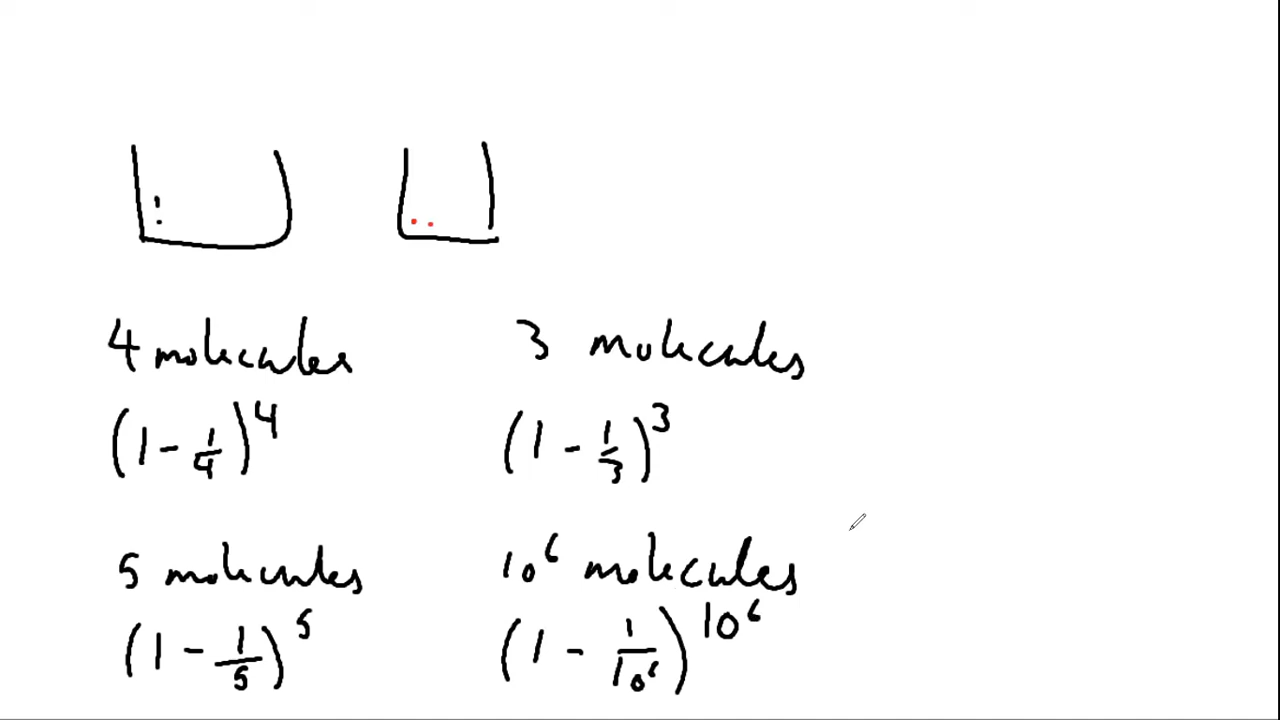 4 molecules 3 molecules
(1 - 1/4)^4 (1 - 1/3)^3
5 molecules 10^6 molecules
(1 - 1/5)^5 (1 - 1/10^6)^10^6